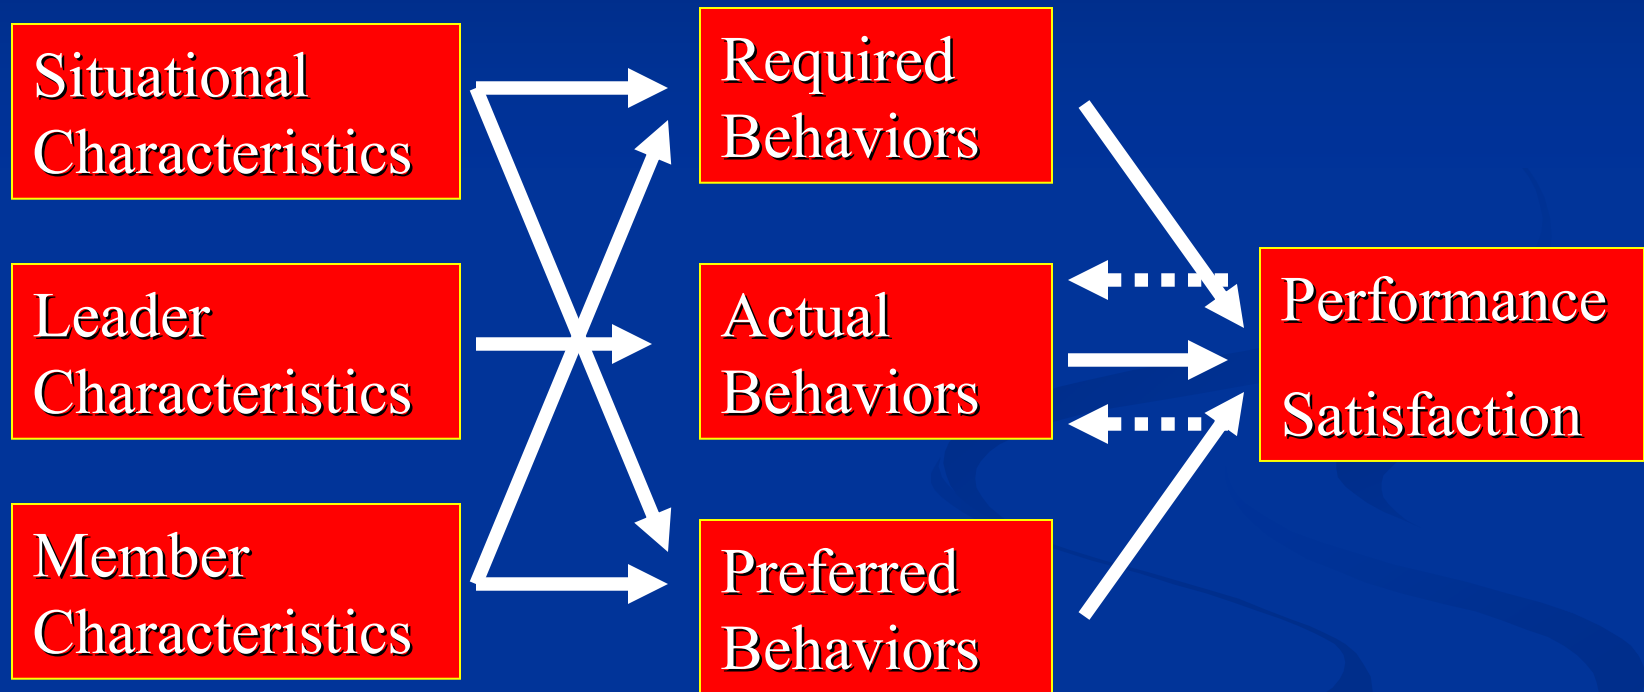 Situational
Characteristics
Required
Behaviors
Leader
Characteristics
Actual
Behaviors
Performance
Satisfaction
Member
Characteristics
Preferred
Behaviors